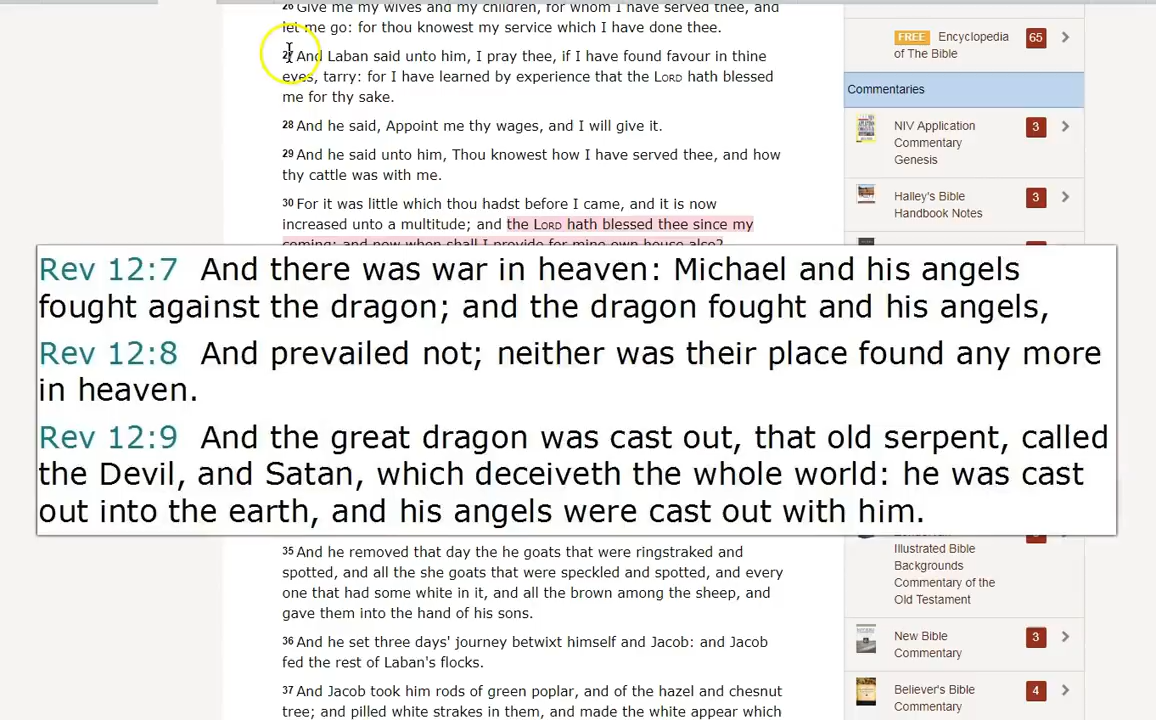 26 Give me my wives and my children, for whom I have served thee, and
let me go: for thou knowest my service which I have done thee.
27 And Laban said unto him, I pray thee, if I have found favour in thine
eyes, tarry: for I have learned by experience that the LORD hath blessed
me for thy sake.
28 And he said, Appoint me thy wages, and I will give it.
29 And he said unto him, Thou knowest how I have served thee, and how
thy cattle was with me.
30 For it was little which thou hadst before I came, and it is now
increased unto a multitude; and the LORD hath blessed thee since my
coming: and now when shall I provide for mine own house also?
Rev 12:7 And there was war in heaven: Michael and his angels
fought against the dragon; and the dragon fought and his angels,
Rev 12:8 And prevailed not; neither was their place found any more
in heaven.
Rev 12:9 And the great dragon was cast out, that old serpent, called
the Devil, and Satan, which deceiveth the whole world: he was cast
out into the earth, and his angels were cast out with him.
35 And he removed that day the he goats that were ringstraked and
spotted, and all the she goats that were speckled and spotted, and every
one that had some white in it, and all the brown among the sheep, and
gave them into the hand of his sons.
36 And he set three days' journey betwixt himself and Jacob: and Jacob
fed the rest of Laban's flocks.
37 And Jacob took him rods of green poplar, and of the hazel and chesnut
tree; and pilled white strakes in them, and made the white appear which
FREE Encyclopedia 65
of The Bible
Commentaries
NIV Application 3
Commentary
Genesis
Halley's Bible 3
Handbook Notes
Illustrated Bible
Backgrounds
Commentary of the
Old Testament
New Bible 3
Commentary
Believer's Bible 4
Commentary